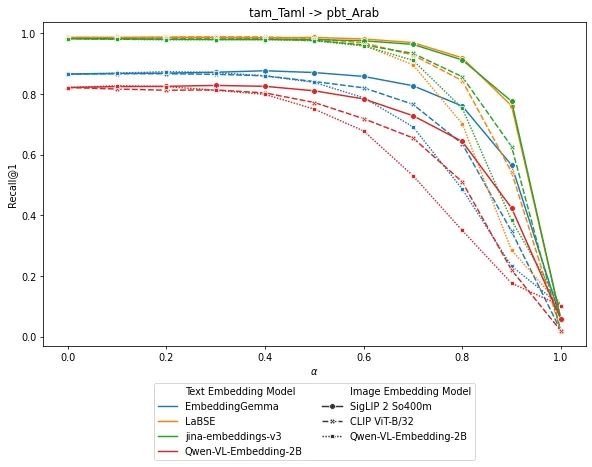 tam_Taml -> pbt_Arab
Recall@1
1.0
0.8
0.6
0.4
0.2
0.0
0.0 0.2 0.4 0.6 0.8 1.0
α
Text Embedding Model
EmbeddingGemma
LaBSE
jina-embeddings-v3
Qwen-VL-Embedding-2B
Image Embedding Model
SigLIP 2 So400m
CLIP ViT-B/32
Qwen-VL-Embedding-2B